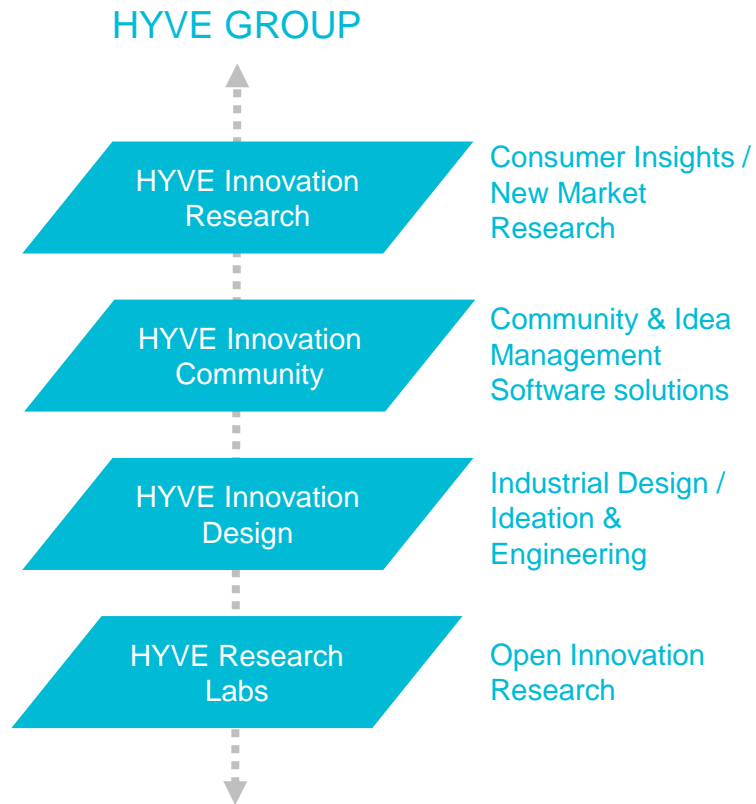 HYVE GROUP
HYVE Innovation
Research
Consumer Insights /
New Market
Research
HYVE Innovation
Community
Community & Idea
Management
Software solutions
HYVE Innovation
Design
Industrial Design /
Ideation &
Engineering
HYVE Research
Labs
Open Innovation
Research